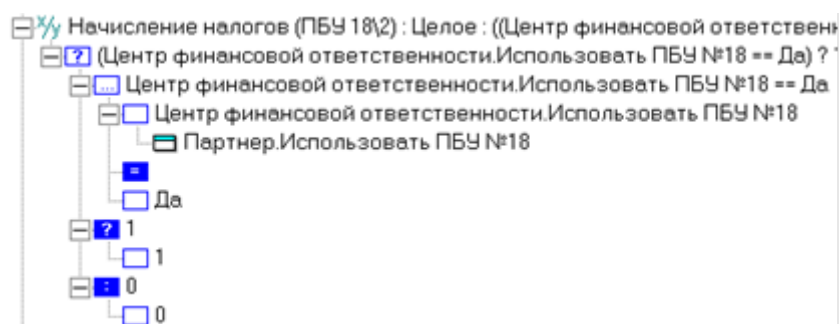 Начисление налогов (ПБУ 18\2) : Целое : ((Центр финансовой ответственн
? (Центр финансовой ответственности.Использовать ПБУ №18 == Да) ?
... Центр финансовой ответственности.Использовать ПБУ №18 == Да
Центр финансовой ответственности.Использовать ПБУ №18
Партнер.Использовать ПБУ №18
=
Да
? 1
1
: 0
0